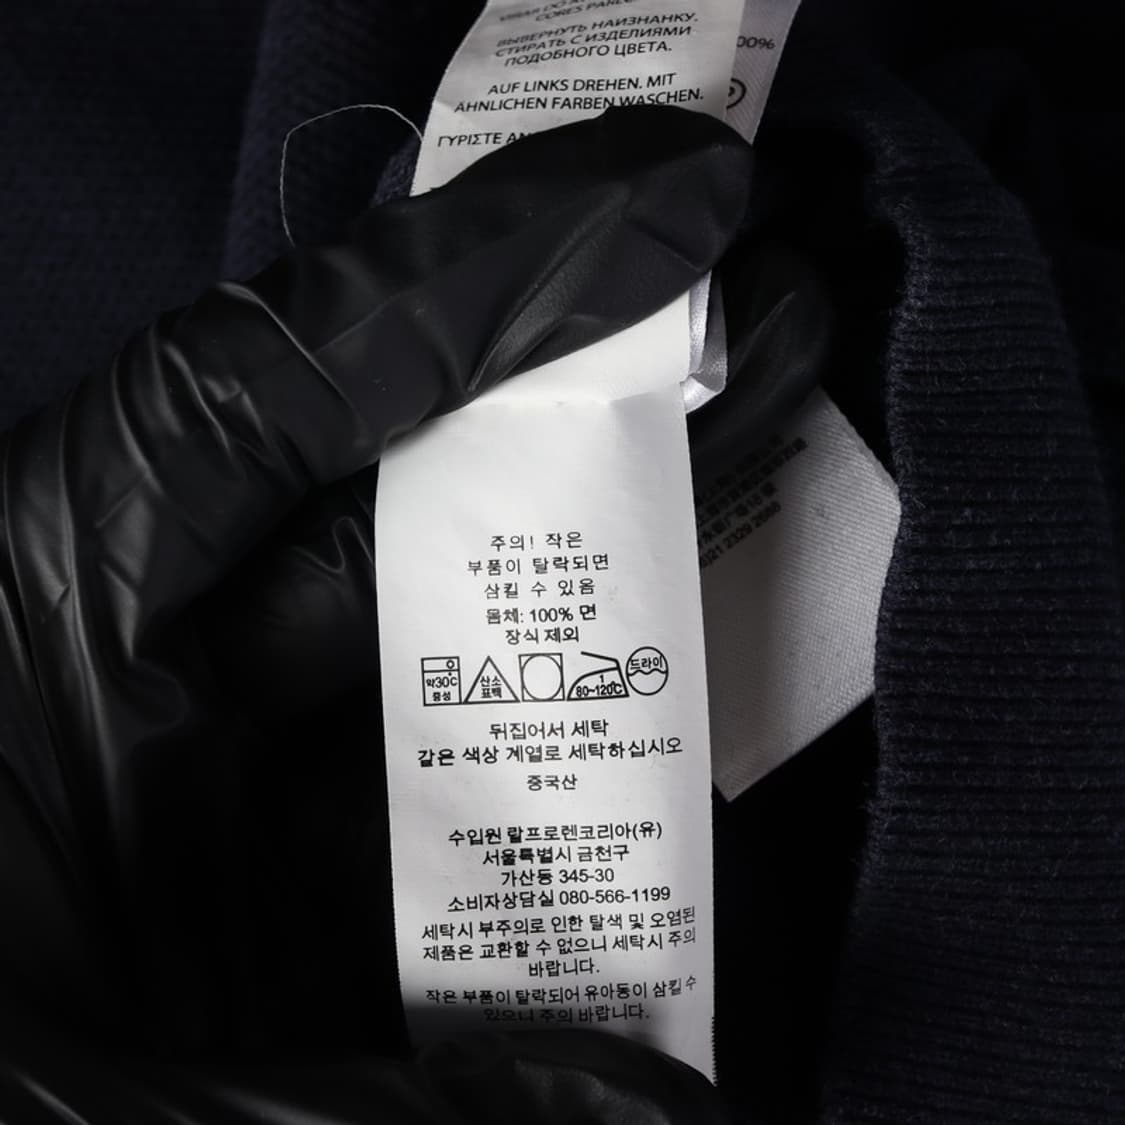 CORES
ВЫВЕРНУТЬ НАИЗНАНКУ.
СТИРАТЬ С ИЗДЕЛИЯМИ
ПОДОБНОГО ЦВЕТА.
AUF LINKS DREHEN. MIT
ÄHNLICHEN FARBEN WASCHEN.
ΓΥΡΙΣΤΕ
00%
21 2329 2688
주의! 작은
부품이 탈락되면
삼킬 수 있음
몸체: 100% 면
장식 제외
약30C
중성
산소
표백
1
80~120℃
드라이
뒤집어서 세탁
같은 색상 계열로 세탁하십시오
중국산
수입원 랄프로렌코리아(유)
서울특별시 금천구
가산동 345-30
소비자상담실 080-566-1199
세탁시 부주의로 인한 탈색 및 오염된
제품은 교환할 수 없으니 세탁시 주의
바랍니다.
작은 부품이 탈락되어 유아동이 삼킬 수
있으니 주의 바랍니다.